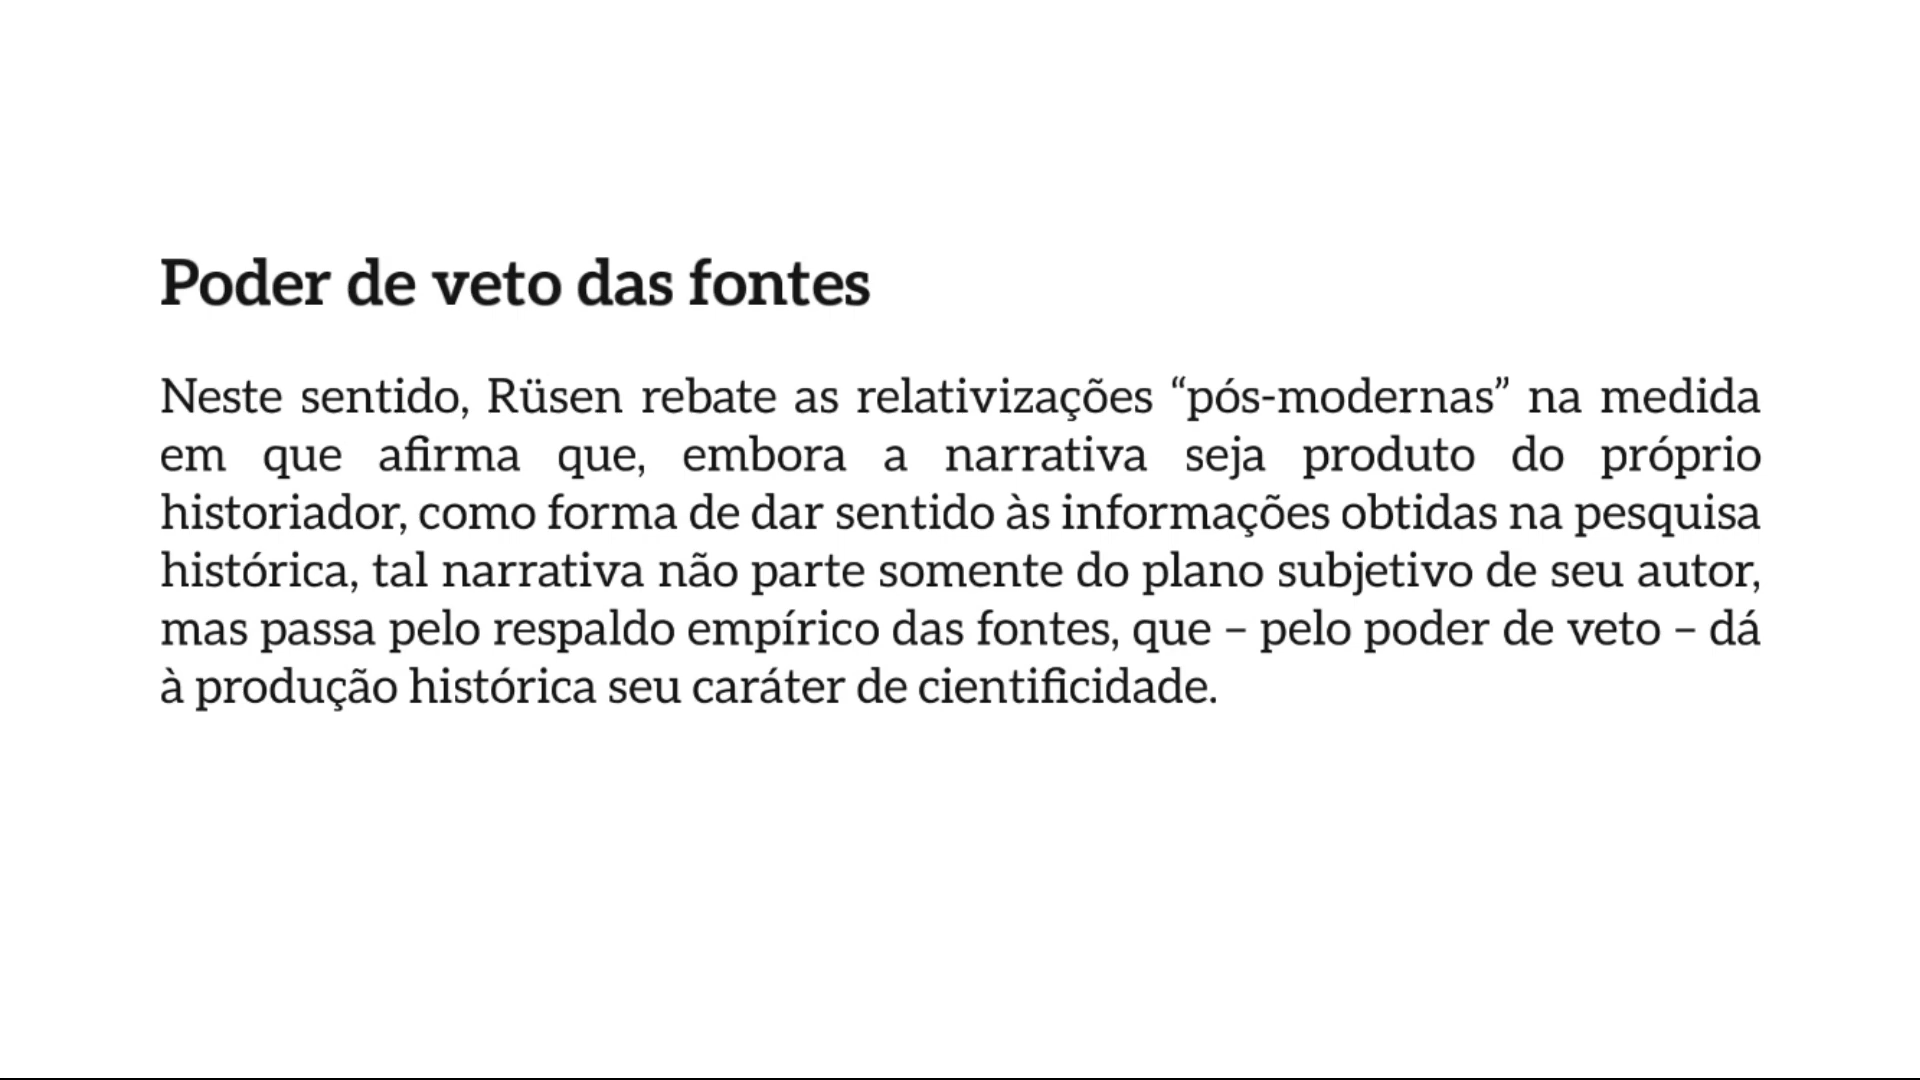 Poder de veto das fontes
Neste sentido, Rüsen rebate as relativizações “pós-modernas” na medida
em que afirma que, embora a narrativa seja produto do próprio
historiador, como forma de dar sentido às informações obtidas na pesquisa
histórica, tal narrativa não parte somente do plano subjetivo de seu autor,
mas passa pelo respaldo empírico das fontes, que – pelo poder de veto – dá
à produção histórica seu caráter de cientificidade.